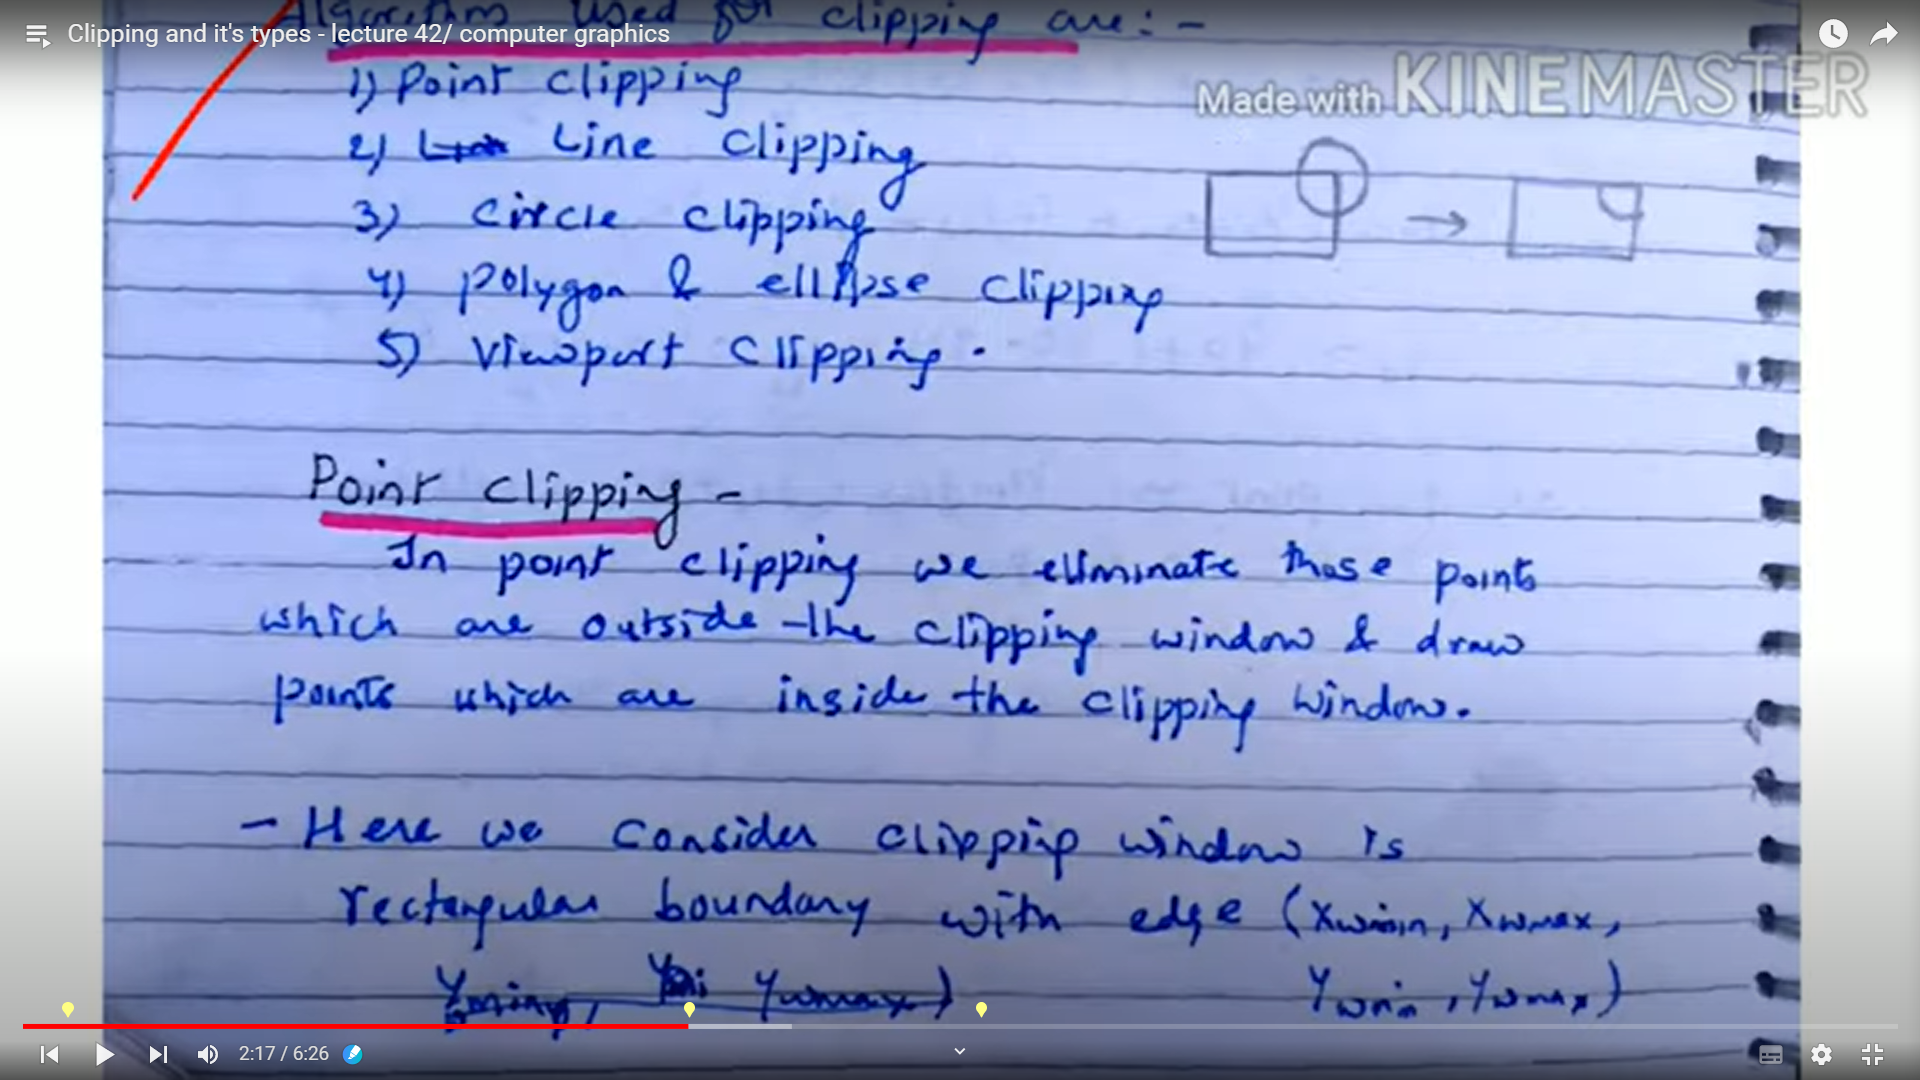 Algorithm used for clipping are:-
Clipping and it's types - lecture 42/ computer graphics
Made with KINEMASTER
1) Point clipping
2) Line Clipping
3) Circle Clipping
4) Polygon & ellipse Clipping
5) Viewport Clipping.
Point Clipping -
In point clipping we eliminate those points
which are outside the clipping window & draw
points which are inside the clipping window.
- Here we consider clipping window is
rectangular boundary with edge (Xwmin, Xwmax,
Ywmin, Ywmax)
2:17 / 6:26